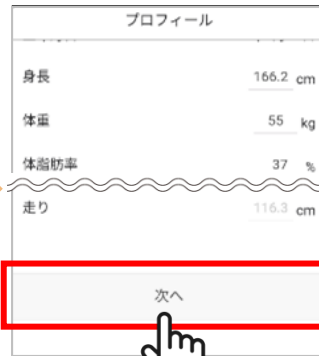 プロフィール
身長 166.2 cm
体重 55 kg
体脂肪率 37 %
走り 116.3 cm
次へ